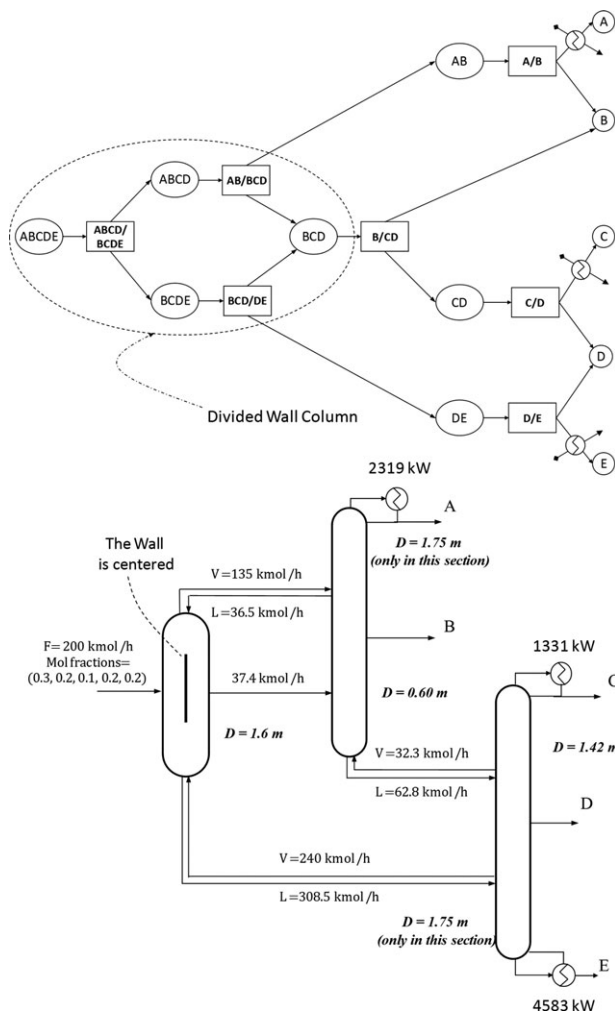 A
AB
A/B
B
ABCD
AB/BCD
ABCDE
ABCD/
BCDE
BCD
B/CD
C
BCDE
BCD/DE
CD
C/D
D
Divided Wall Column
DE
D/E
E
2319 kW
A
The Wall
is centered
D = 1.75 m
(only in this section)
V = 135 kmol/h
L = 36.5 kmol/h
B
F= 200 kmol/h
Mol fractions=
(0.3, 0.2, 0.1, 0.2, 0.2)
1331 kW
37.4 kmol/h
C
D = 0.60 m
D = 1.6 m
D = 1.42 m
V = 32.3 kmol/h
L = 62.8 kmol/h
D
V = 240 kmol/h
L = 308.5 kmol/h
D = 1.75 m
(only in this section)
E
4583 kW